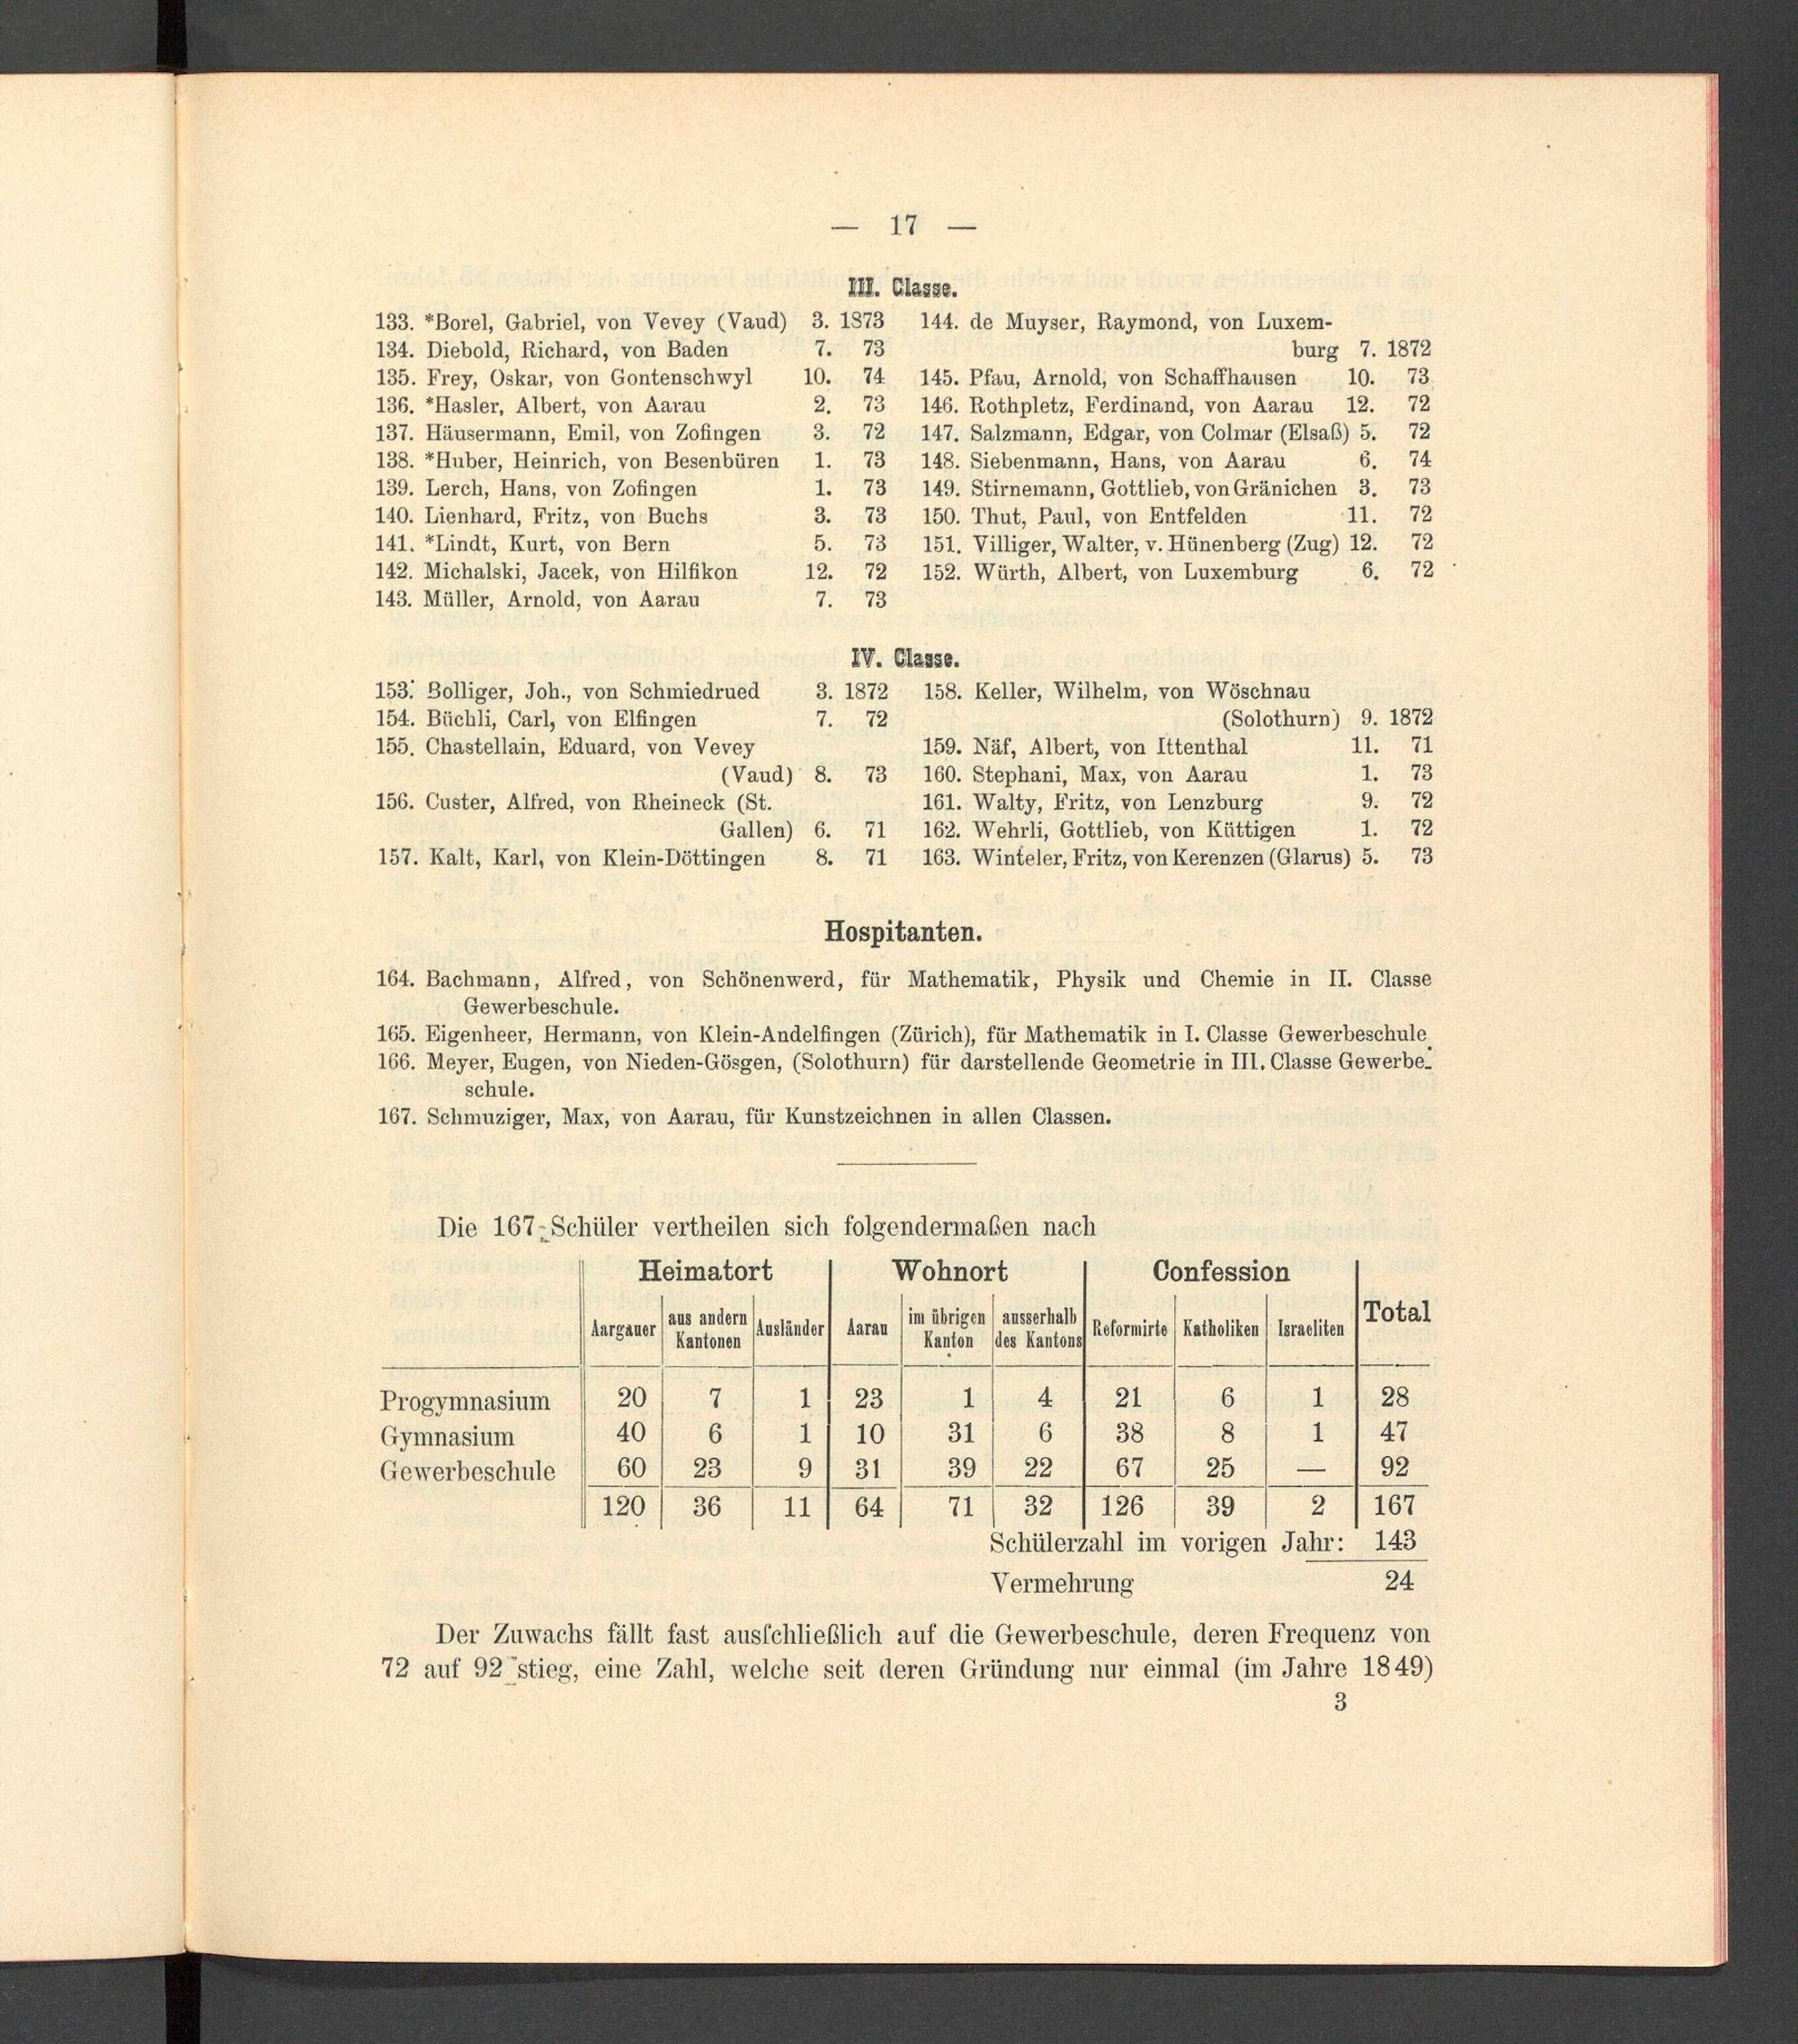 — 17 —
III. Classe.
133. *Borel, Gabriel, von Vevey (Vaud) 3. 1873
134. Diebold, Richard, von Baden 7. 73
135. Frey, Oskar, von Gontenschwyl 10. 74
136. *Hasler, Albert, von Aarau 2. 73
137. Häusermann, Emil, von Zofingen 3. 72
138. *Huber, Heinrich, von Besenbüren 1. 73
139. Lerch, Hans, von Zofingen 1. 73
140. Lienhard, Fritz, von Buchs 3. 73
141. *Lindt, Kurt, von Bern 5. 73
142. Michalski, Jacek, von Hilfikon 12. 72
143. Müller, Arnold, von Aarau 7. 73
144. de Muyser, Raymond, von Luxem-
burg 7. 1872
145. Pfau, Arnold, von Schaffhausen 10. 73
146. Rothpletz, Ferdinand, von Aarau 12. 72
147. Salzmann, Edgar, von Colmar (Elsaß) 5. 72
148. Siebenmann, Hans, von Aarau 6. 74
149. Stirnemann, Gottlieb, von Gränichen 3. 73
150. Thut, Paul, von Entfelden 11. 72
151. Villiger, Walter, v. Hünenberg (Zug) 12. 72
152. Würth, Albert, von Luxemburg 6. 72
IV. Classe.
153. Bolliger, Joh., von Schmiedrued 3. 1872
154. Büchli, Carl, von Elfingen 7. 72
155. Chastellain, Eduard, von Vevey
(Vaud) 8. 73
156. Custer, Alfred, von Rheineck (St.
Gallen) 6. 71
157. Kalt, Karl, von Klein-Döttingen 8. 71
158. Keller, Wilhelm, von Wöschnau
(Solothurn) 9. 1872
159. Näf, Albert, von Ittenthal 11. 71
160. Stephani, Max, von Aarau 1. 73
161. Walty, Fritz, von Lenzburg 9. 72
162. Wehrli, Gottlieb, von Küttigen 1. 72
163. Winteler, Fritz, von Kerenzen (Glarus) 5. 73
Hospitanten.
164. Bachmann, Alfred, von Schönenwerd, für Mathematik, Physik und Chemie in II. Classe
Gewerbeschule.
165. Eigenheer, Hermann, von Klein-Andelfingen (Zürich), für Mathematik in I. Classe Gewerbeschule.
166. Meyer, Eugen, von Nieden-Gösgen, (Solothurn) für darstellende Geometrie in III. Classe Gewerbe-
schule.
167. Schmuziger, Max, von Aarau, für Kunstzeichnen in allen Classen.
Die 167 Schüler vertheilen sich folgendermaßen nach
Heimatort Wohnort Confession
Aargauer aus andern Kantonen Ausländer Aarau im übrigen Kanton ausserhalb des Kantons Reformirte Katholiken Israeliten Total
Progymnasium 20 7 1 23 1 4 21 6 1 28
Gymnasium 40 6 1 10 31 6 38 8 1 47
Gewerbeschule 60 23 9 31 39 22 67 25 — 92
120 36 11 64 71 32 126 39 2 167
Schülerzahl im vorigen Jahr: 143
Vermehrung 24
Der Zuwachs fällt fast ausſchließlich auf die Gewerbeschule, deren Frequenz von
72 auf 92 stieg, eine Zahl, welche seit deren Gründung nur einmal (im Jahre 1849)
3